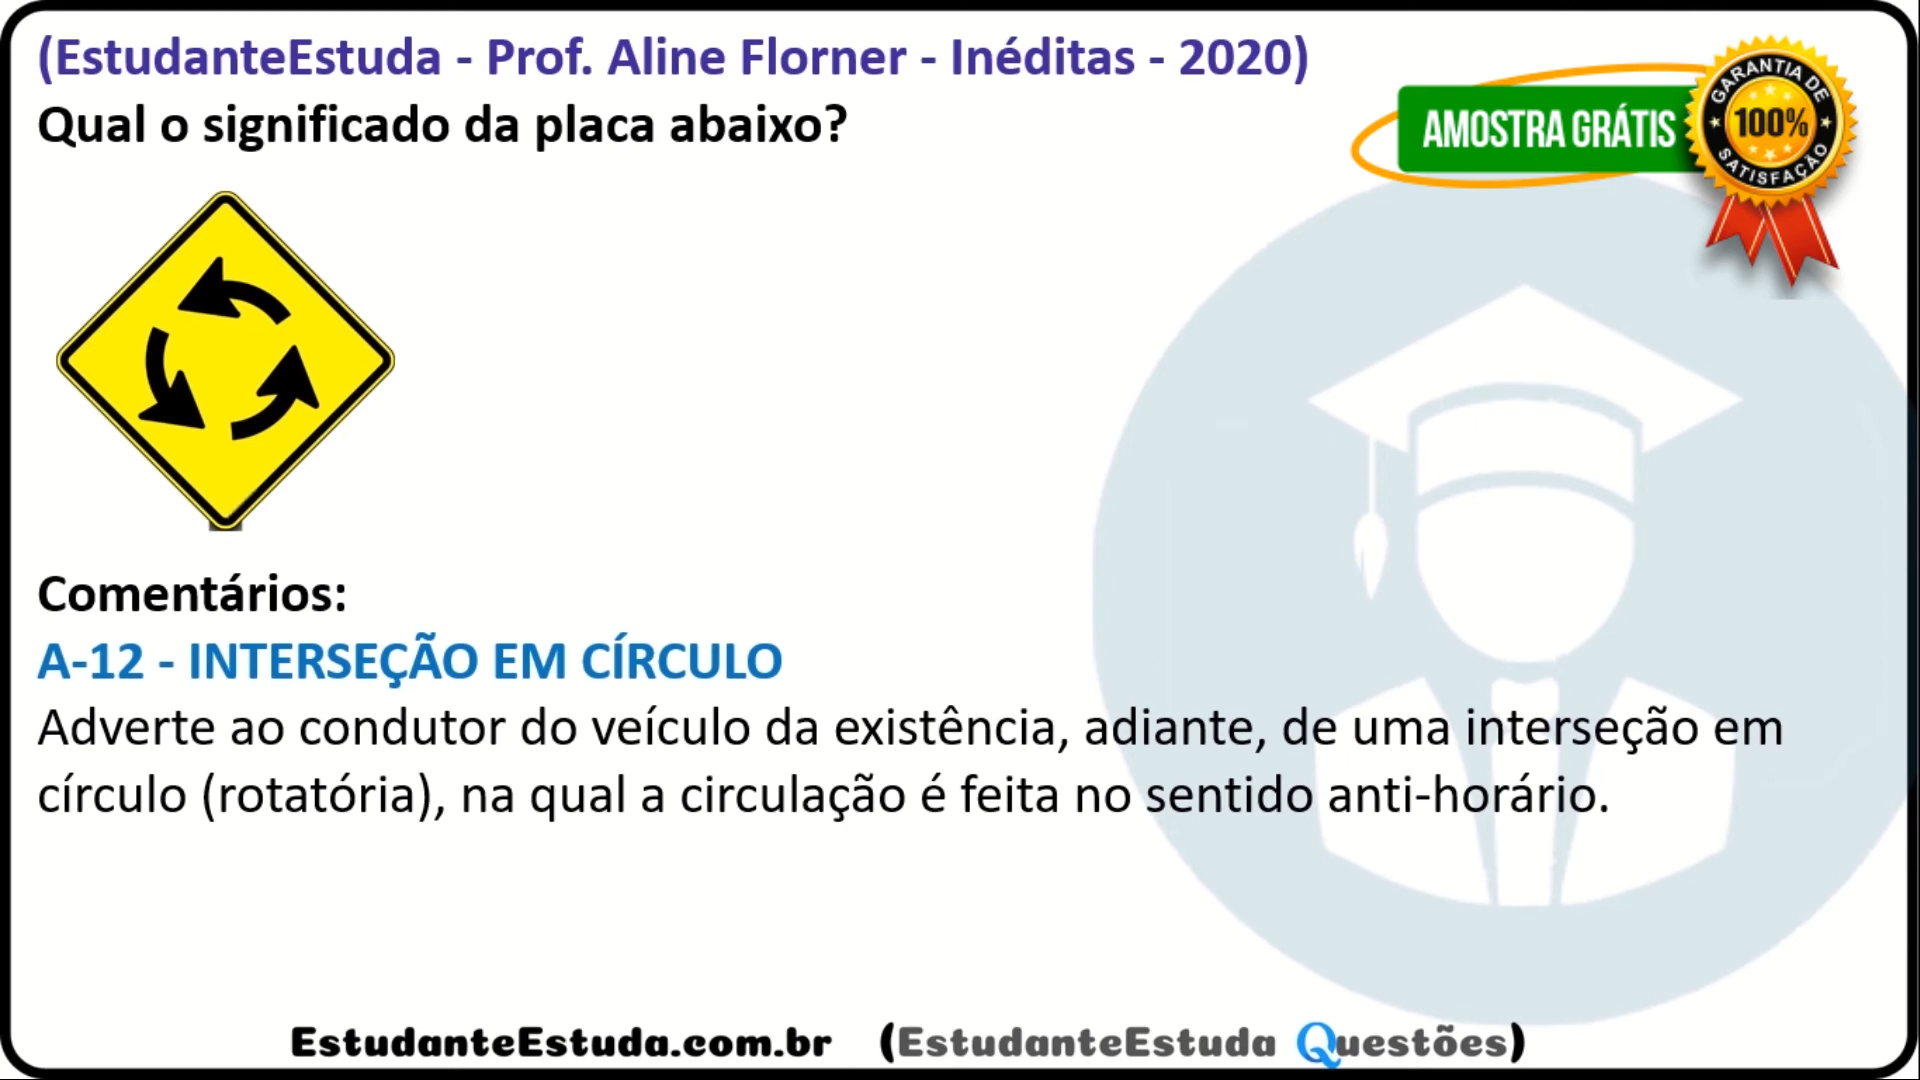 (EstudanteEstuda - Prof. Aline Florner - Inéditas - 2020)
Qual o significado da placa abaixo?
AMOSTRA GRÁTIS
GARANTIA DE
100%
SATISFAÇÃO
Comentários:
A-12 - INTERSEÇÃO EM CÍRCULO
Adverte ao condutor do veículo da existência, adiante, de uma interseção em
círculo (rotatória), na qual a circulação é feita no sentido anti-horário.
EstudanteEstuda.com.br (EstudanteEstuda Questões)